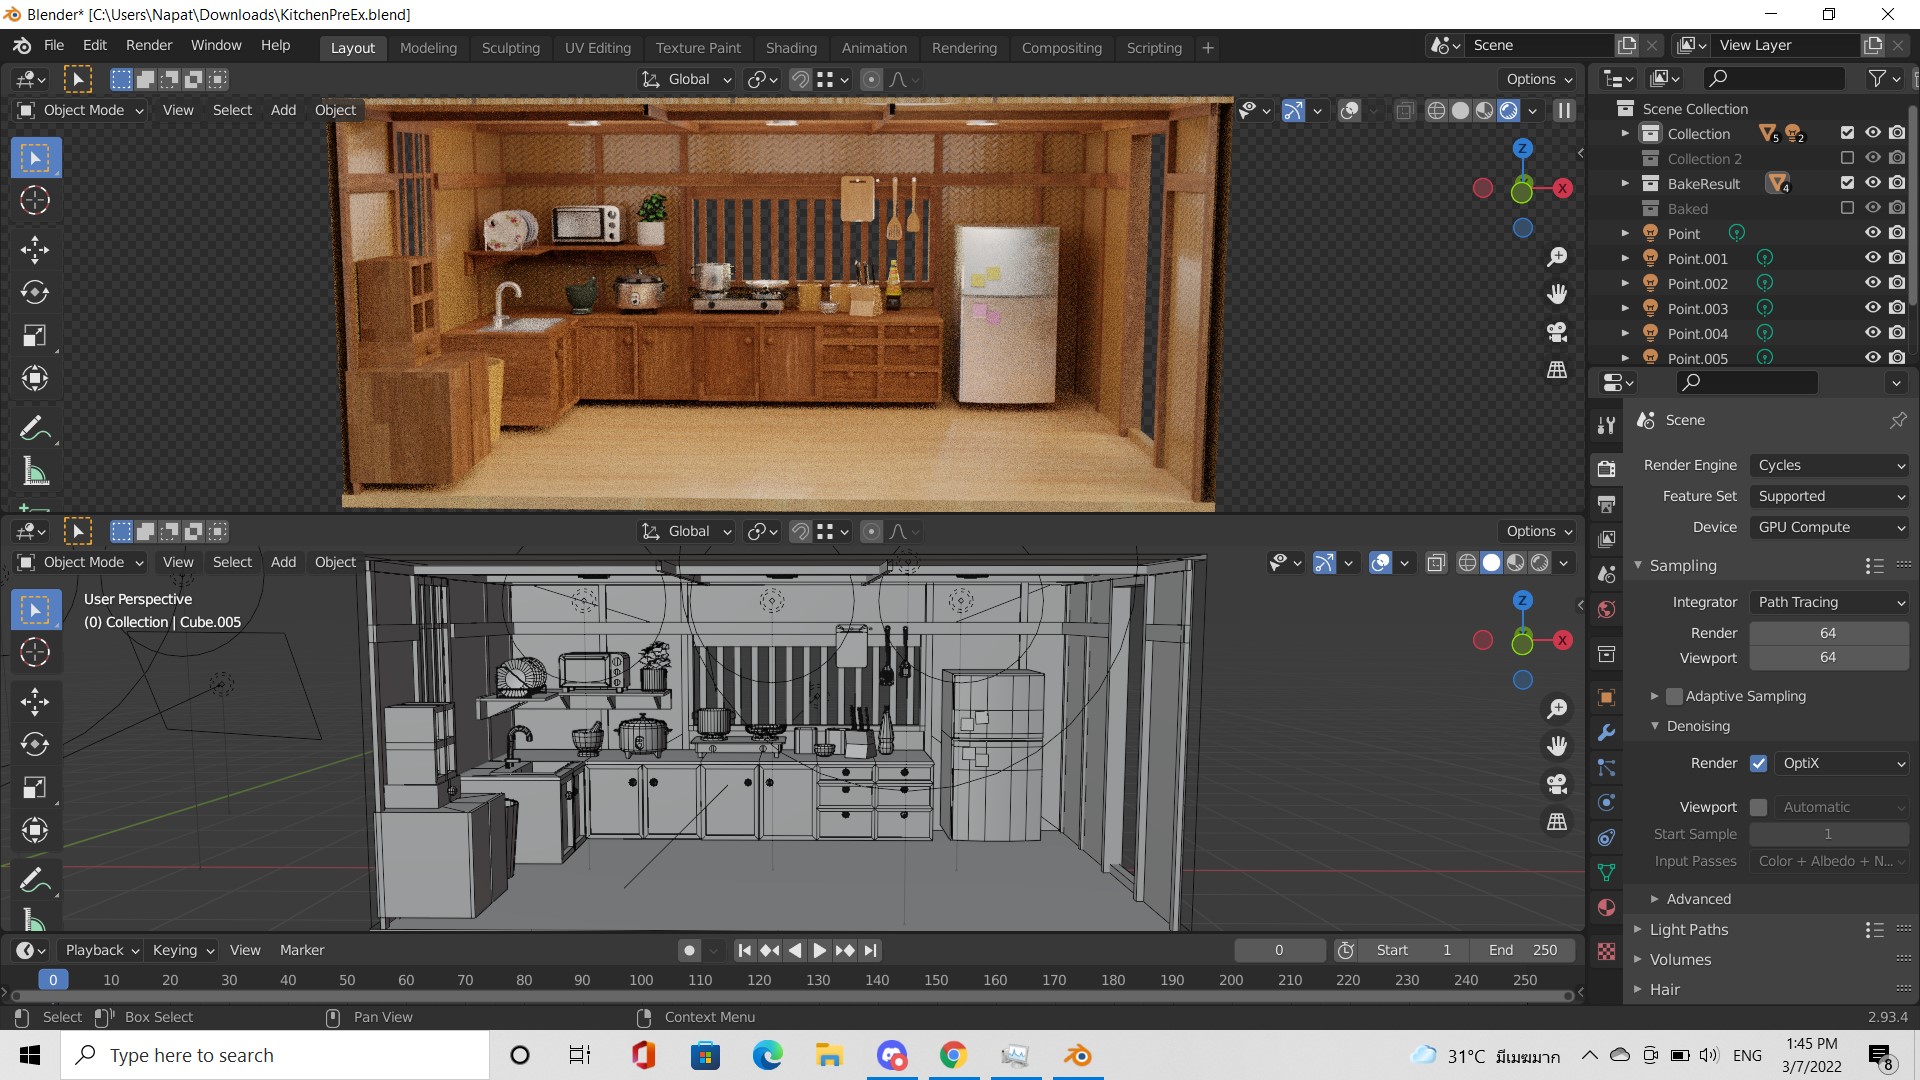 Blender* [C:\Users\Napat\Downloads\KitchenPreEx.blend]
File Edit Render Window Help
Layout Modeling Sculpting UV Editing Texture Paint Shading Animation Rendering Compositing Scripting +
Scene
View Layer
Global
Options
Object Mode View Select Add Object
Z
X
Scene Collection
Collection 5 2
Collection 2
BakeResult 4
Baked
Point
Point.001
Point.002
Point.003
Point.004
Point.005
Scene
Render Engine Cycles
Feature Set Supported
Device GPU Compute
Sampling
Integrator Path Tracing
Render 64
Viewport 64
Adaptive Sampling
Denoising
Render OptiX
Viewport Automatic
Start Sample 1
Input Passes Color + Albedo + N...
Advanced
Light Paths
Volumes
Hair
Global
Options
Object Mode View Select Add Object
User Perspective
(0) Collection | Cube.005
Z
X
Playback Keying View Marker
0 Start 1 End 250
0 10 20 30 40 50 60 70 80 90 100 110 120 130 140 150 160 170 180 190 200 210 220 230 240 250
Select Box Select Pan View Context Menu
2.93.4
Type here to search
31°C มีเมฆมาก
ENG
1:45 PM
3/7/2022
8